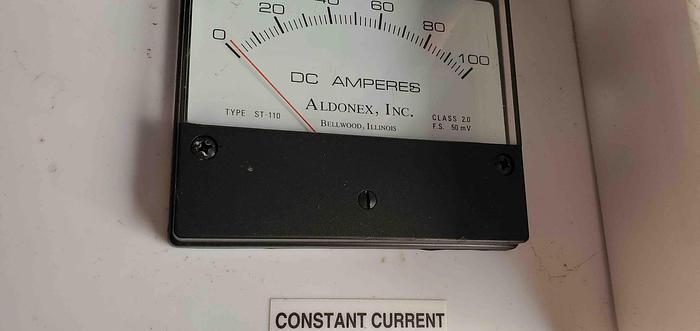 0 20 40 60 80 100
DC AMPERES
ALDONEX, INC.
BELLWOOD, ILLINOIS
TYPE ST-110
CLASS 2.0
F.S. 50 mV
CONSTANT CURRENT